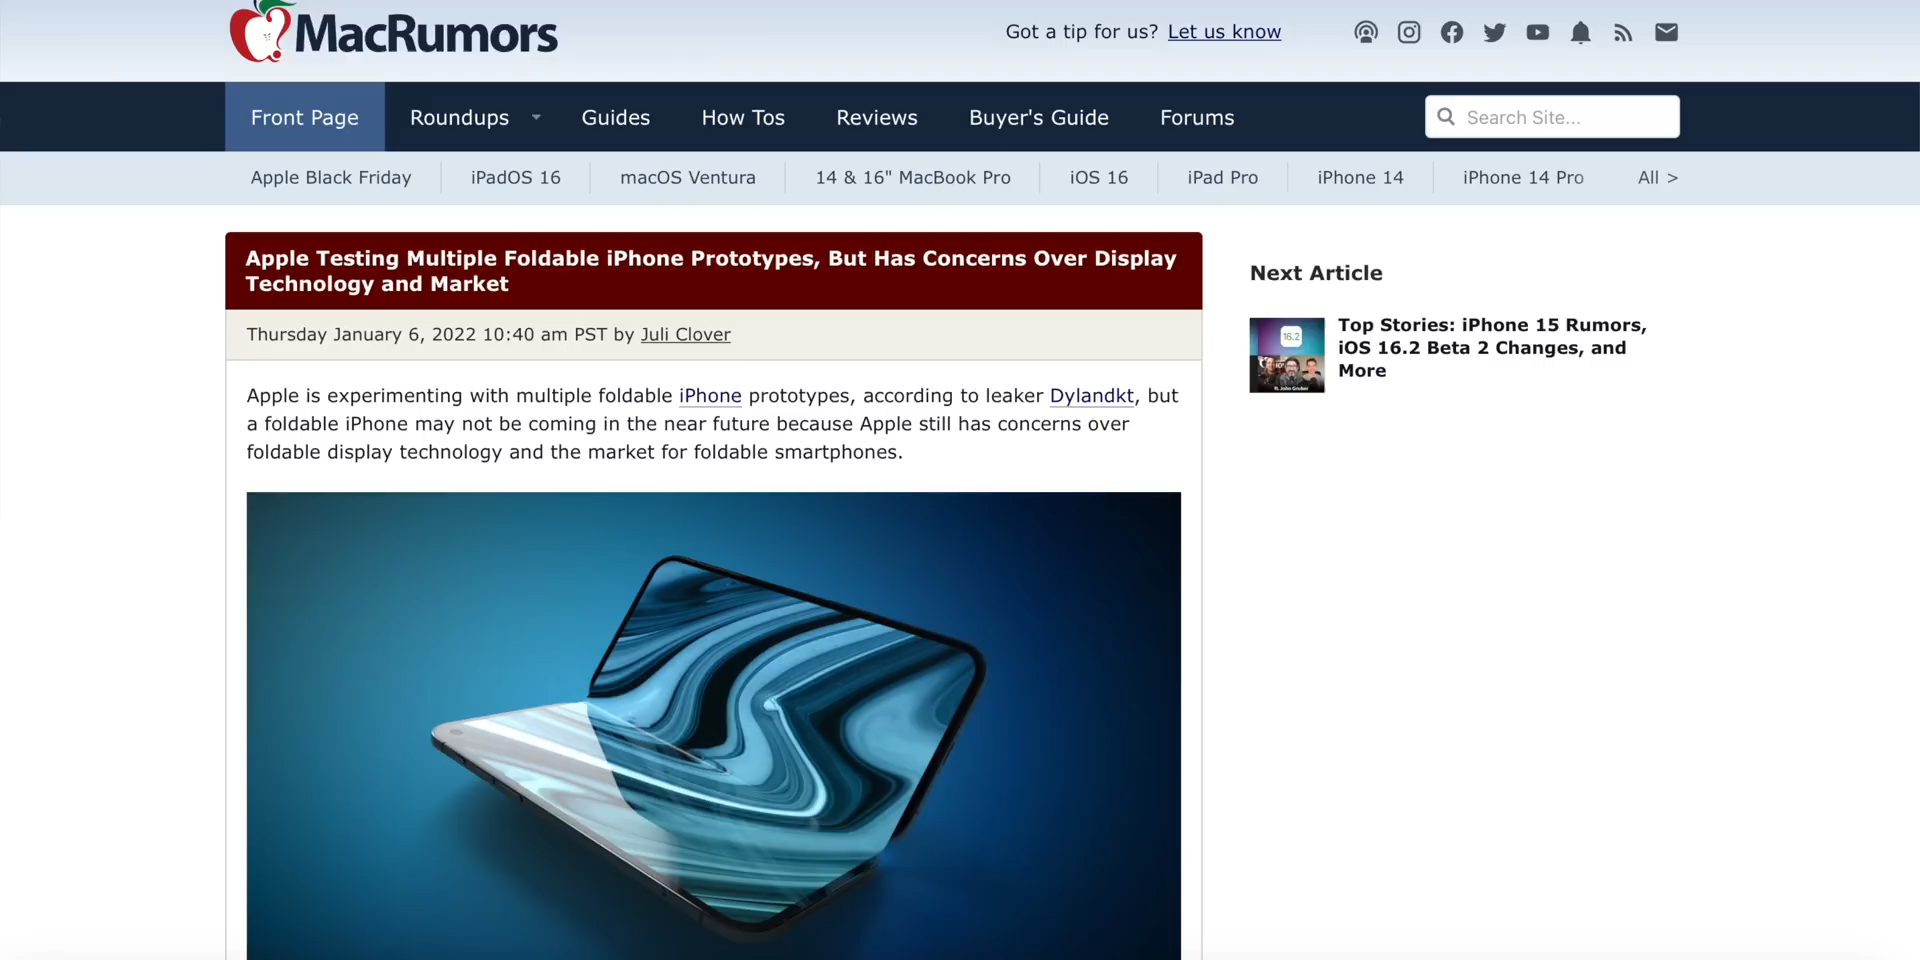 MacRumors
Got a tip for us? Let us know
Front Page
Roundups
Guides
How Tos
Reviews
Buyer's Guide
Forums
Search Site...
Apple Black Friday
iPadOS 16
macOS Ventura
14 & 16" MacBook Pro
iOS 16
iPad Pro
iPhone 14
iPhone 14 Pro
All >
Apple Testing Multiple Foldable iPhone Prototypes, But Has Concerns Over Display
Technology and Market
Thursday January 6, 2022 10:40 am PST by Juli Clover
Apple is experimenting with multiple foldable iPhone prototypes, according to leaker Dylandkt, but
a foldable iPhone may not be coming in the near future because Apple still has concerns over
foldable display technology and the market for foldable smartphones.
Next Article
16.2
ft. John Gruber
Top Stories: iPhone 15 Rumors,
iOS 16.2 Beta 2 Changes, and
More